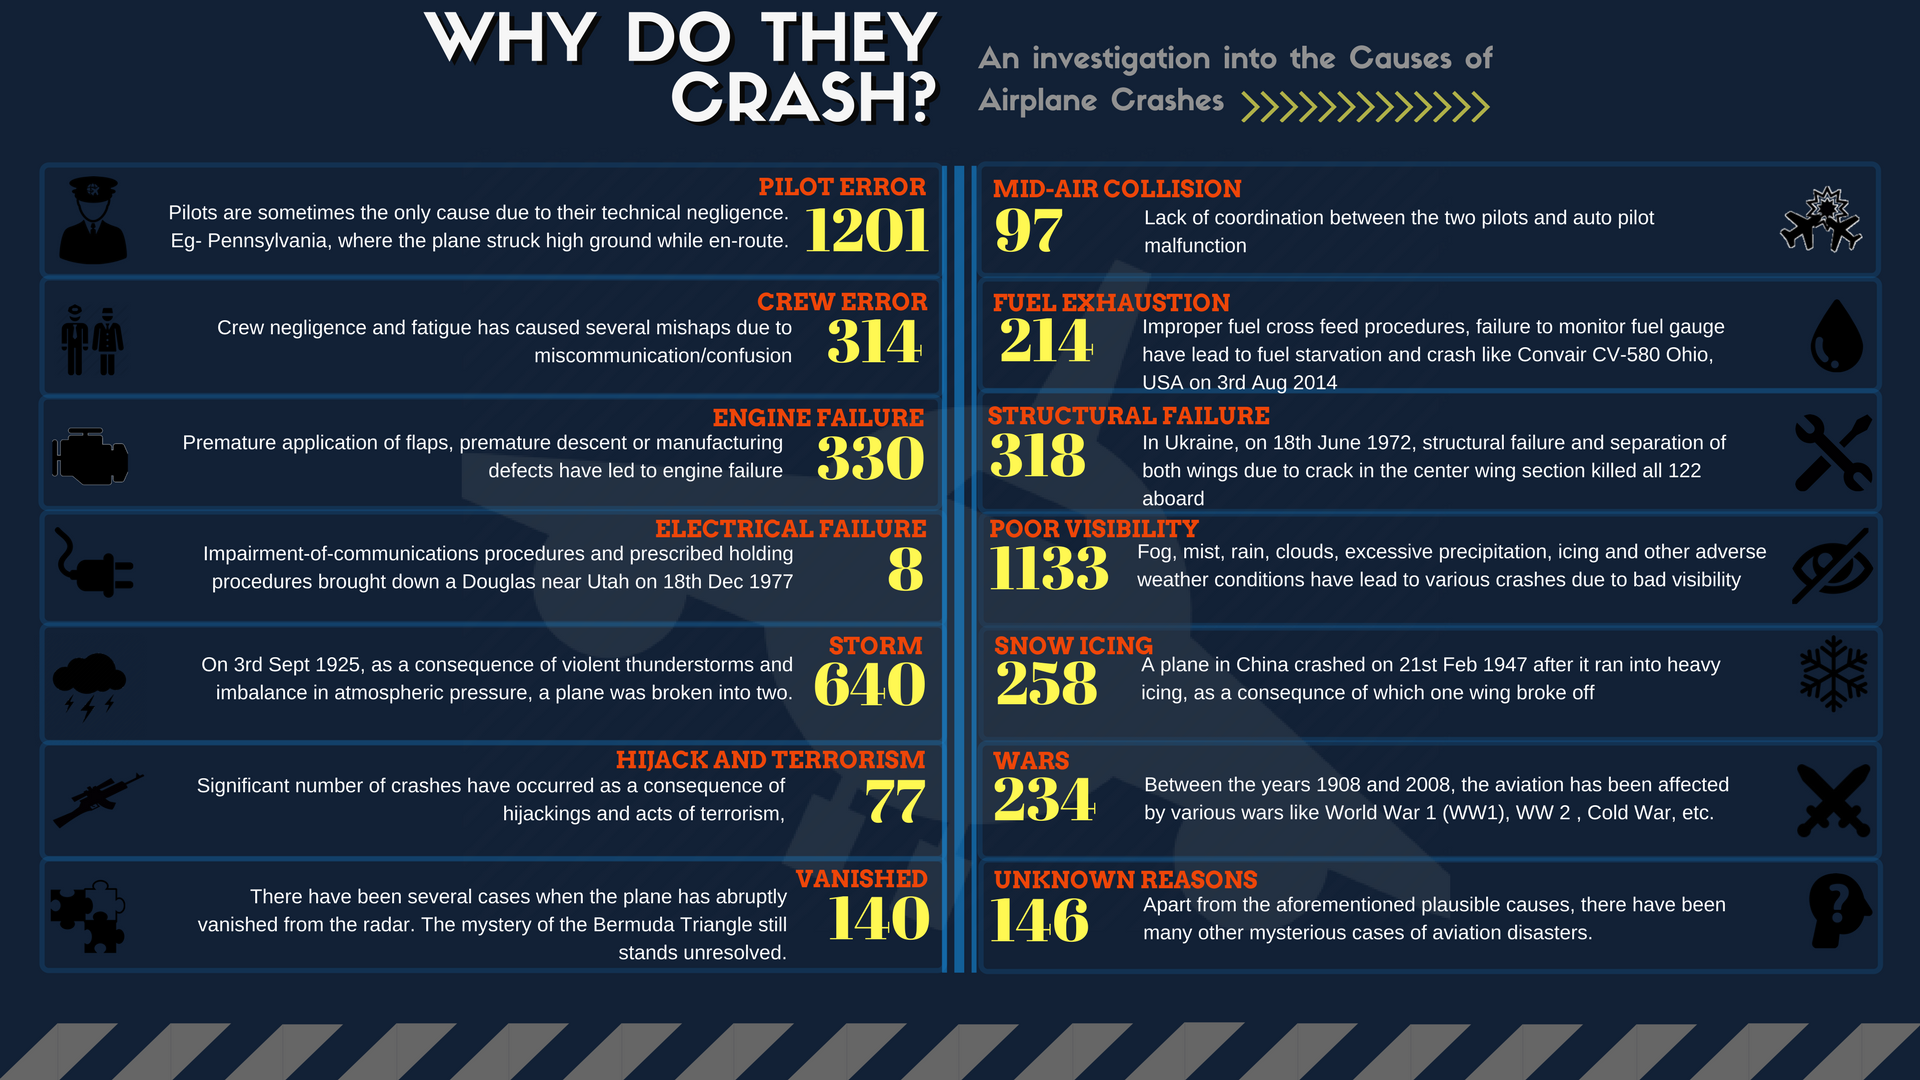 WHY DO THEY
CRASH?
An investigation into the Causes of
Airplane Crashes
PILOT ERROR
Pilots are sometimes the only cause due to their technical negligence.
Eg- Pennsylvania, where the plane struck high ground while en-route.
1201
CREW ERROR
Crew negligence and fatigue has caused several mishaps due to
miscommunication/confusion
314
ENGINE FAILURE
Premature application of flaps, premature descent or manufacturing
defects have led to engine failure
330
ELECTRICAL FAILURE
Impairment-of-communications procedures and prescribed holding
procedures brought down a Douglas near Utah on 18th Dec 1977
8
STORM
On 3rd Sept 1925, as a consequence of violent thunderstorms and
imbalance in atmospheric pressure, a plane was broken into two.
640
HIJACK AND TERRORISM
Significant number of crashes have occurred as a consequence of
hijackings and acts of terrorism,
77
VANISHED
There have been several cases when the plane has abruptly
vanished from the radar. The mystery of the Bermuda Triangle still
stands unresolved.
140
MID-AIR COLLISION
97
Lack of coordination between the two pilots and auto pilot
malfunction
FUEL EXHAUSTION
214
Improper fuel cross feed procedures, failure to monitor fuel gauge
have lead to fuel starvation and crash like Convair CV-580 Ohio,
USA on 3rd Aug 2014
STRUCTURAL FAILURE
318
In Ukraine, on 18th June 1972, structural failure and separation of
both wings due to crack in the center wing section killed all 122
aboard
POOR VISIBILITY
1133
Fog, mist, rain, clouds, excessive precipitation, icing and other adverse
weather conditions have lead to various crashes due to bad visibility
SNOW ICING
258
A plane in China crashed on 21st Feb 1947 after it ran into heavy
icing, as a consequnce of which one wing broke off
WARS
234
Between the years 1908 and 2008, the aviation has been affected
by various wars like World War 1 (WW1), WW 2 , Cold War, etc.
UNKNOWN REASONS
146
Apart from the aforementioned plausible causes, there have been
many other mysterious cases of aviation disasters.